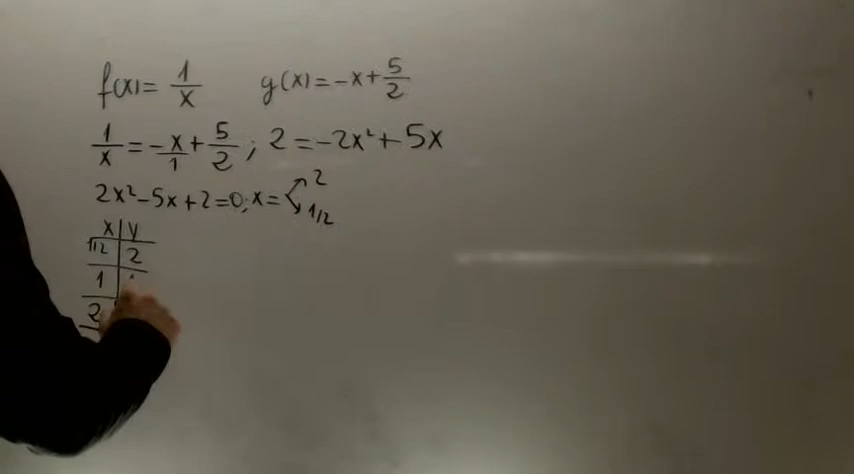 f(x) = 1/x g(x) = -x + 5/2
1/x = -x/1 + 5/2 ; 2 = -2x² + 5x
2x² - 5x + 2 = 0; x = 2
1/2
x | y
1/2 | 2
1
2